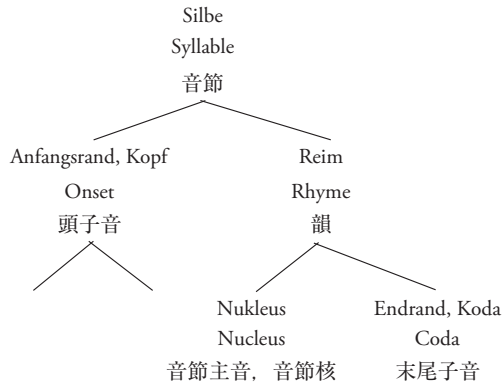 Silbe
Syllable
音節
Anfangsrand, Kopf
Onset
頭子音
Reim
Rhyme
韻
Nukleus
Nucleus
音節主音，音節核
Endrand, Koda
Coda
末尾子音